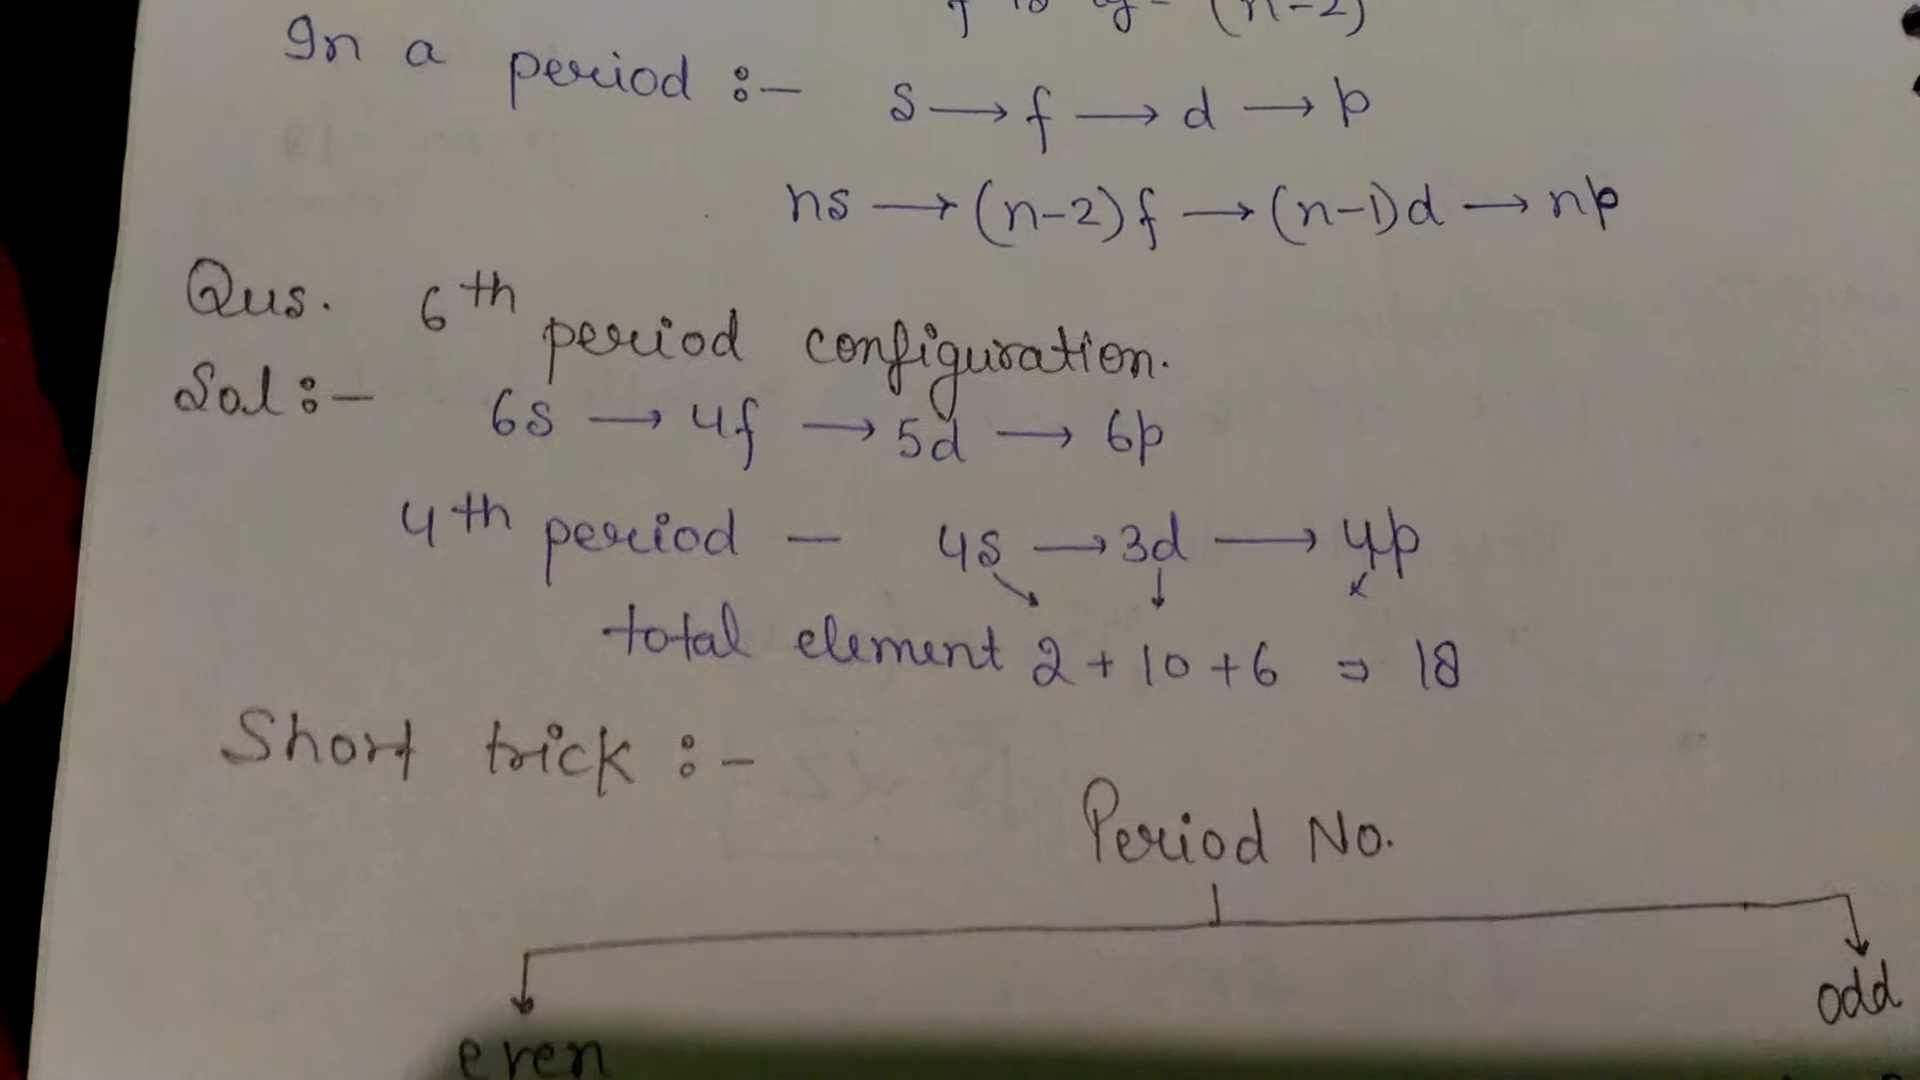 (n-2)
In a period :- s → f → d → p
ns → (n-2)f → (n-1)d → np
Qus. 6th period configuration.
Sol :- 6s → 4f → 5d → 6p
4th period - 4s → 3d → 4p
total element 2 + 10 + 6 ⇒ 18
Short trick :-
Period No.
even odd